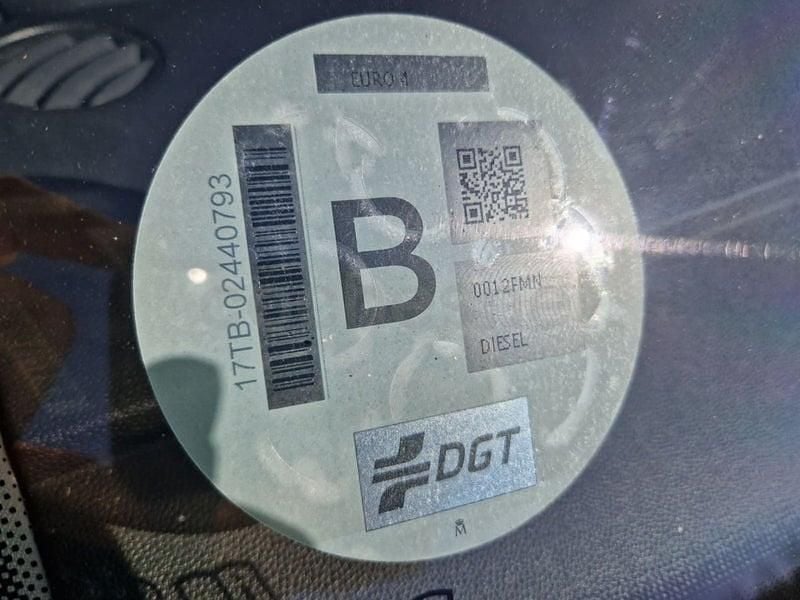 EURO 4
17TB-02440793
B
0012FMN
DIESEL
DGT
M